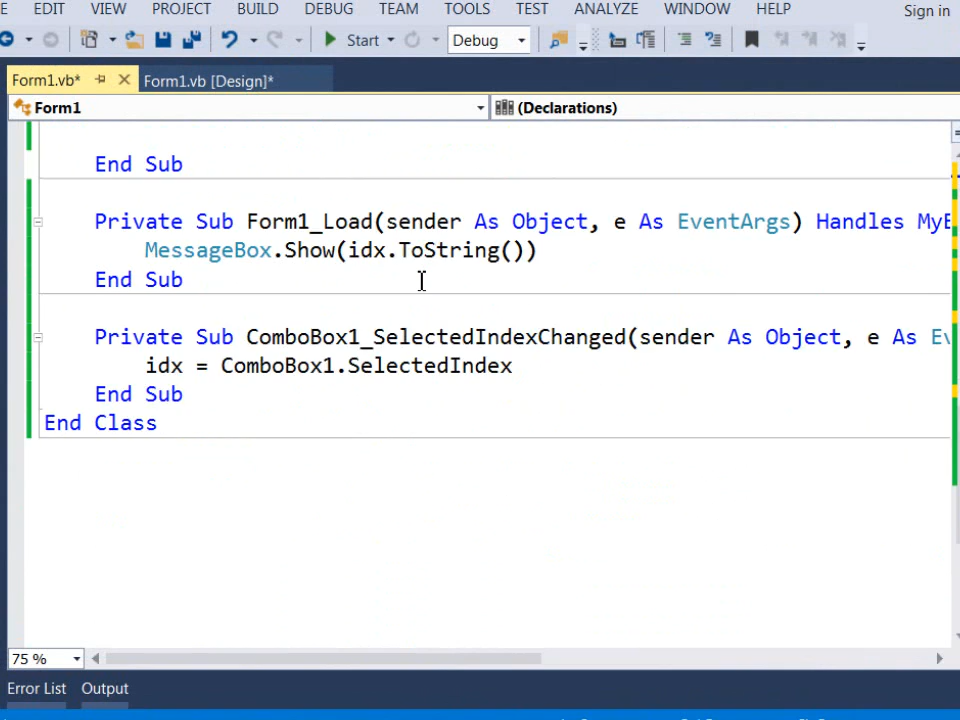 E EDIT VIEW PROJECT BUILD DEBUG TEAM TOOLS TEST ANALYZE WINDOW HELP Sign in
Start Debug
Form1.vb* Form1.vb [Design]*
Form1 (Declarations)
End Sub
Private Sub Form1_Load(sender As Object, e As EventArgs) Handles MyB
MessageBox.Show(idx.ToString())
End Sub
Private Sub ComboBox1_SelectedIndexChanged(sender As Object, e As Ev
idx = ComboBox1.SelectedIndex
End Sub
End Class
75 %
Error List Output